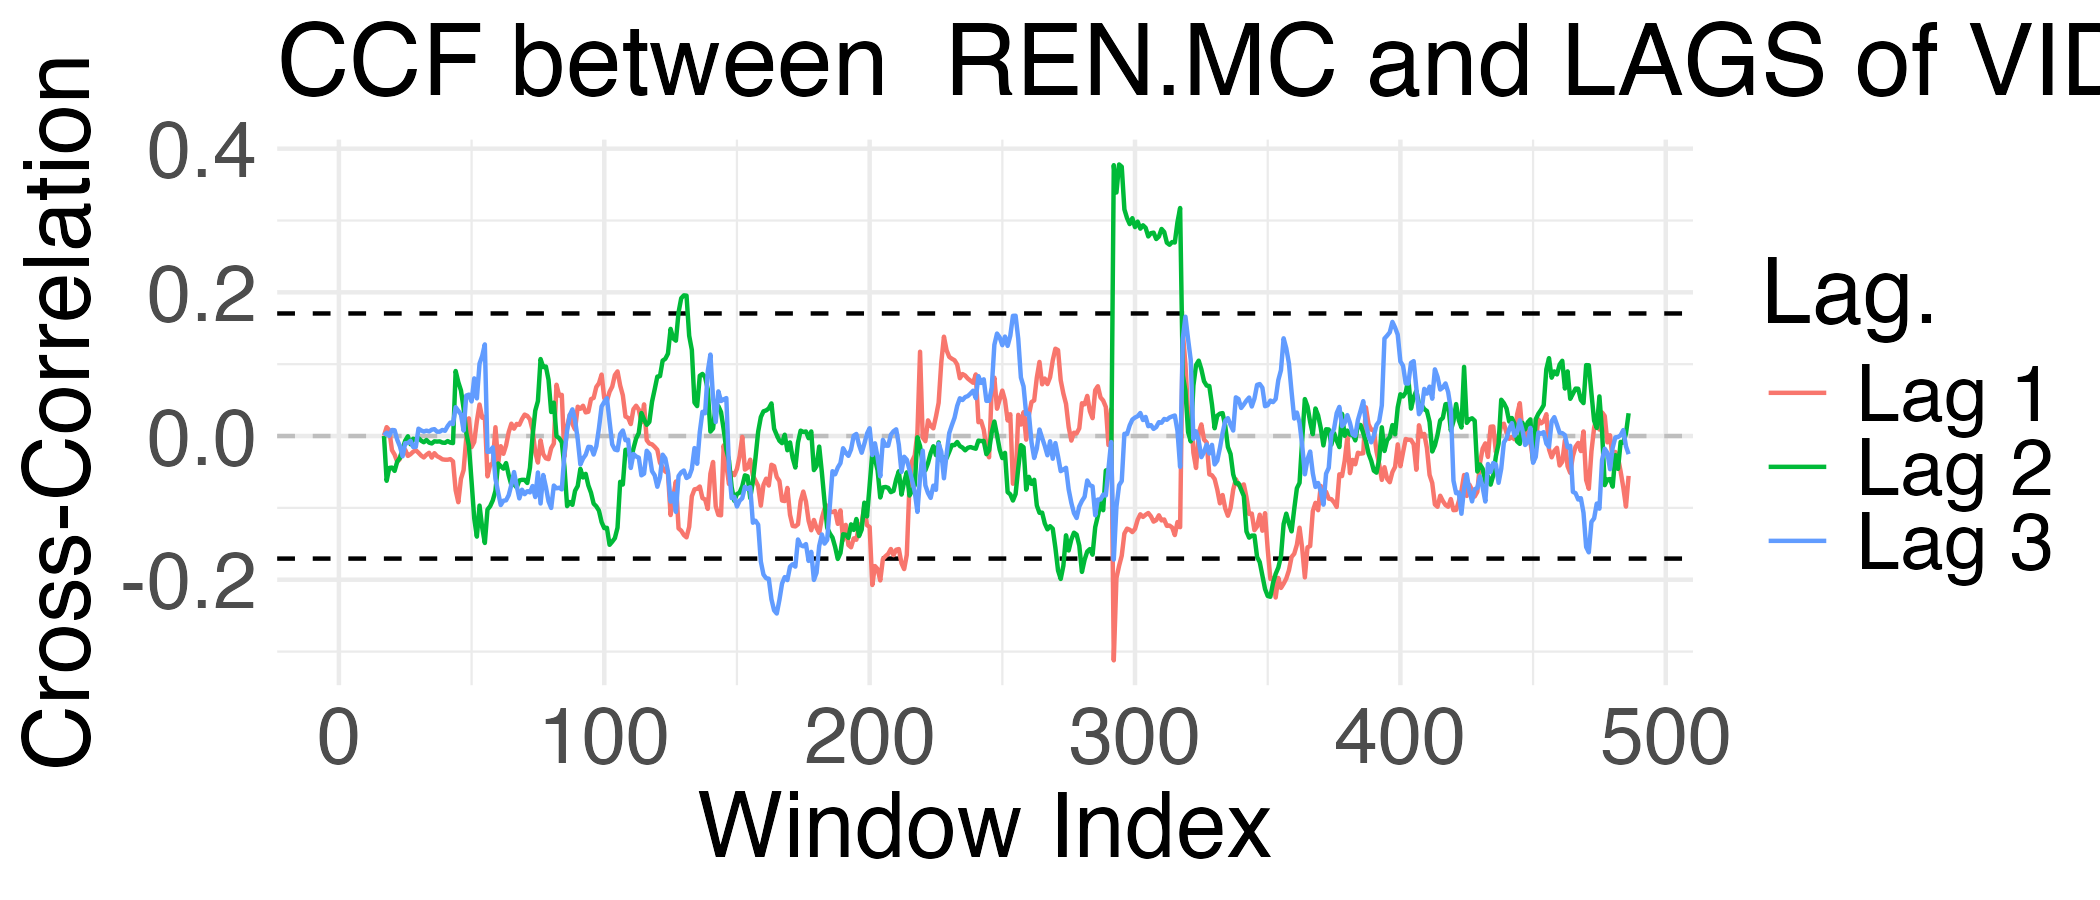 CCF between  REN.MC and LAGS of VID
Cross-Correlation
0.4
0.2
0.0
-0.2
0 100 200 300 400 500
Window Index
Lag.
Lag 1
Lag 2
Lag 3